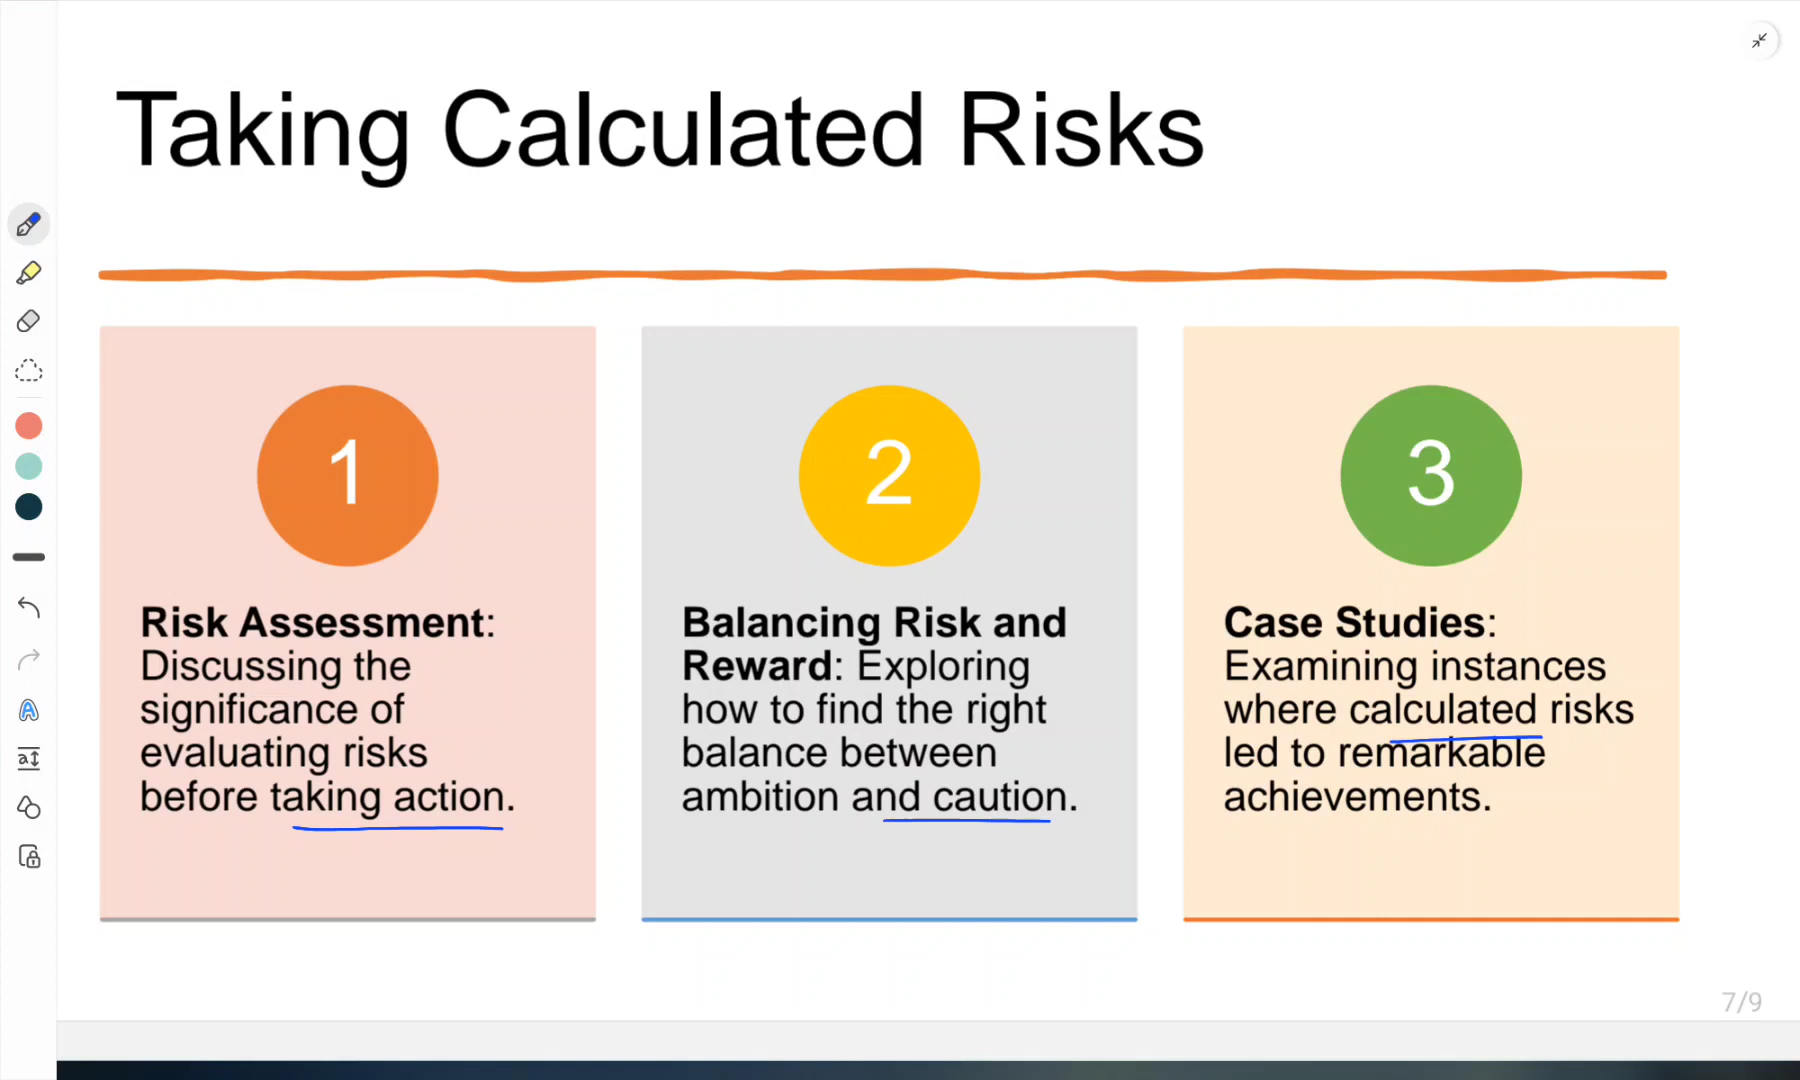 Taking Calculated Risks
1
Risk Assessment:
Discussing the
significance of
evaluating risks
before taking action.
2
Balancing Risk and
Reward: Exploring
how to find the right
balance between
ambition and caution.
3
Case Studies:
Examining instances
where calculated risks
led to remarkable
achievements.
7/9